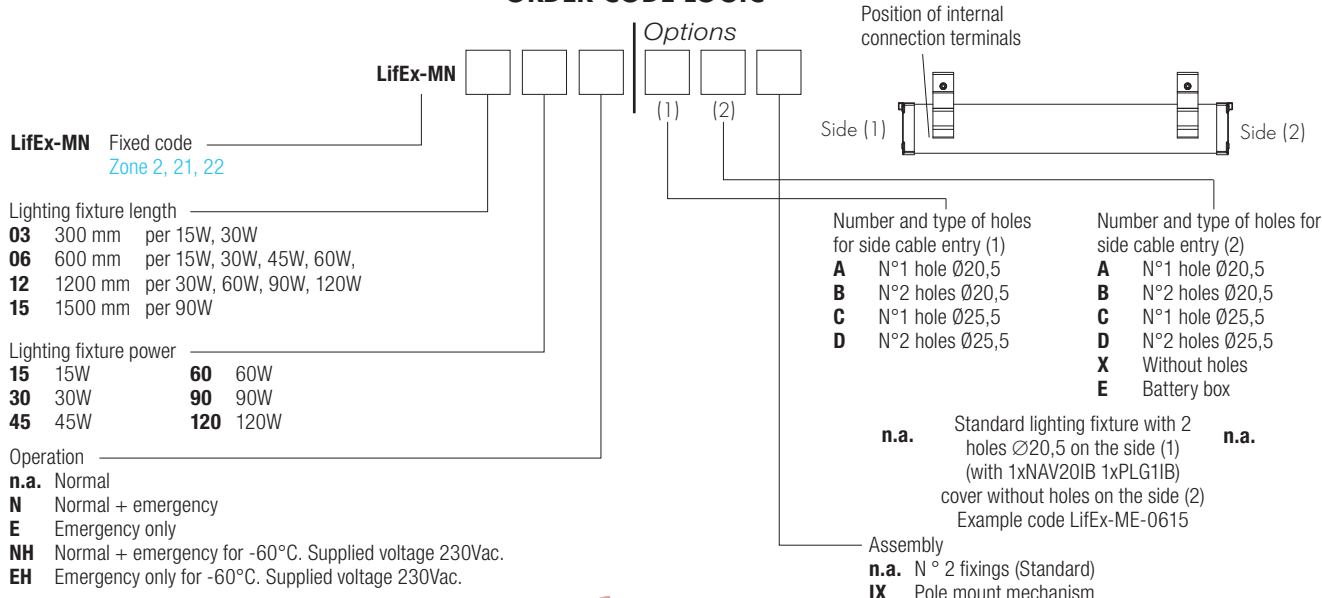 Options
Position of internal
connection terminals
LifEx-MN
(1) (2)
Side (1)
Side (2)
LifEx-MN Fixed code
Zone 2, 21, 22
Lighting fixture length
03 300 mm per 15W, 30W
06 600 mm per 15W, 30W, 45W, 60W,
12 1200 mm per 30W, 60W, 90W, 120W
15 1500 mm per 90W
Lighting fixture power
15 15W 60 60W
30 30W 90 90W
45 45W 120 120W
Operation
n.a. Normal
N Normal + emergency
E Emergency only
NH Normal + emergency for -60°C. Supplied voltage 230Vac.
EH Emergency only for -60°C. Supplied voltage 230Vac.
Number and type of holes
for side cable entry (1)
A N°1 hole Ø20,5
B N°2 holes Ø20,5
C N°1 hole Ø25,5
D N°2 holes Ø25,5
Number and type of holes for
side cable entry (2)
A N°1 hole Ø20,5
B N°2 holes Ø20,5
C N°1 hole Ø25,5
D N°2 holes Ø25,5
X Without holes
E Battery box
n.a. Standard lighting fixture with 2 n.a.
holes ∅20,5 on the side (1)
(with 1xNAV20IB 1xPLG1IB)
cover without holes on the side (2)
Example code LifEx-ME-0615
Assembly
n.a. N ° 2 fixings (Standard)
IX Pole mount mechanism